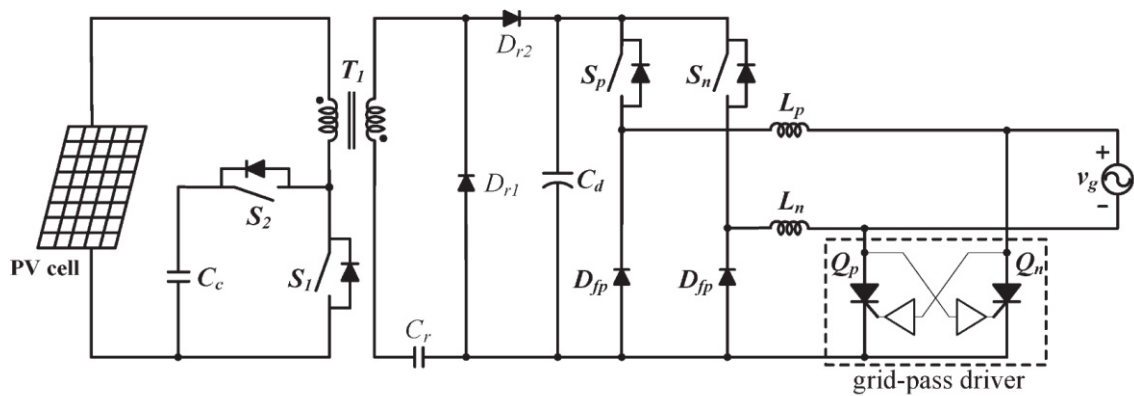 T1
Dr2
Sp
Sn
Lp
+
vg
−
Ln
Dr1
Cd
S2
PV cell
Cc
S1
Dfp
Dfp
Qp
Qn
Cr
grid-pass driver